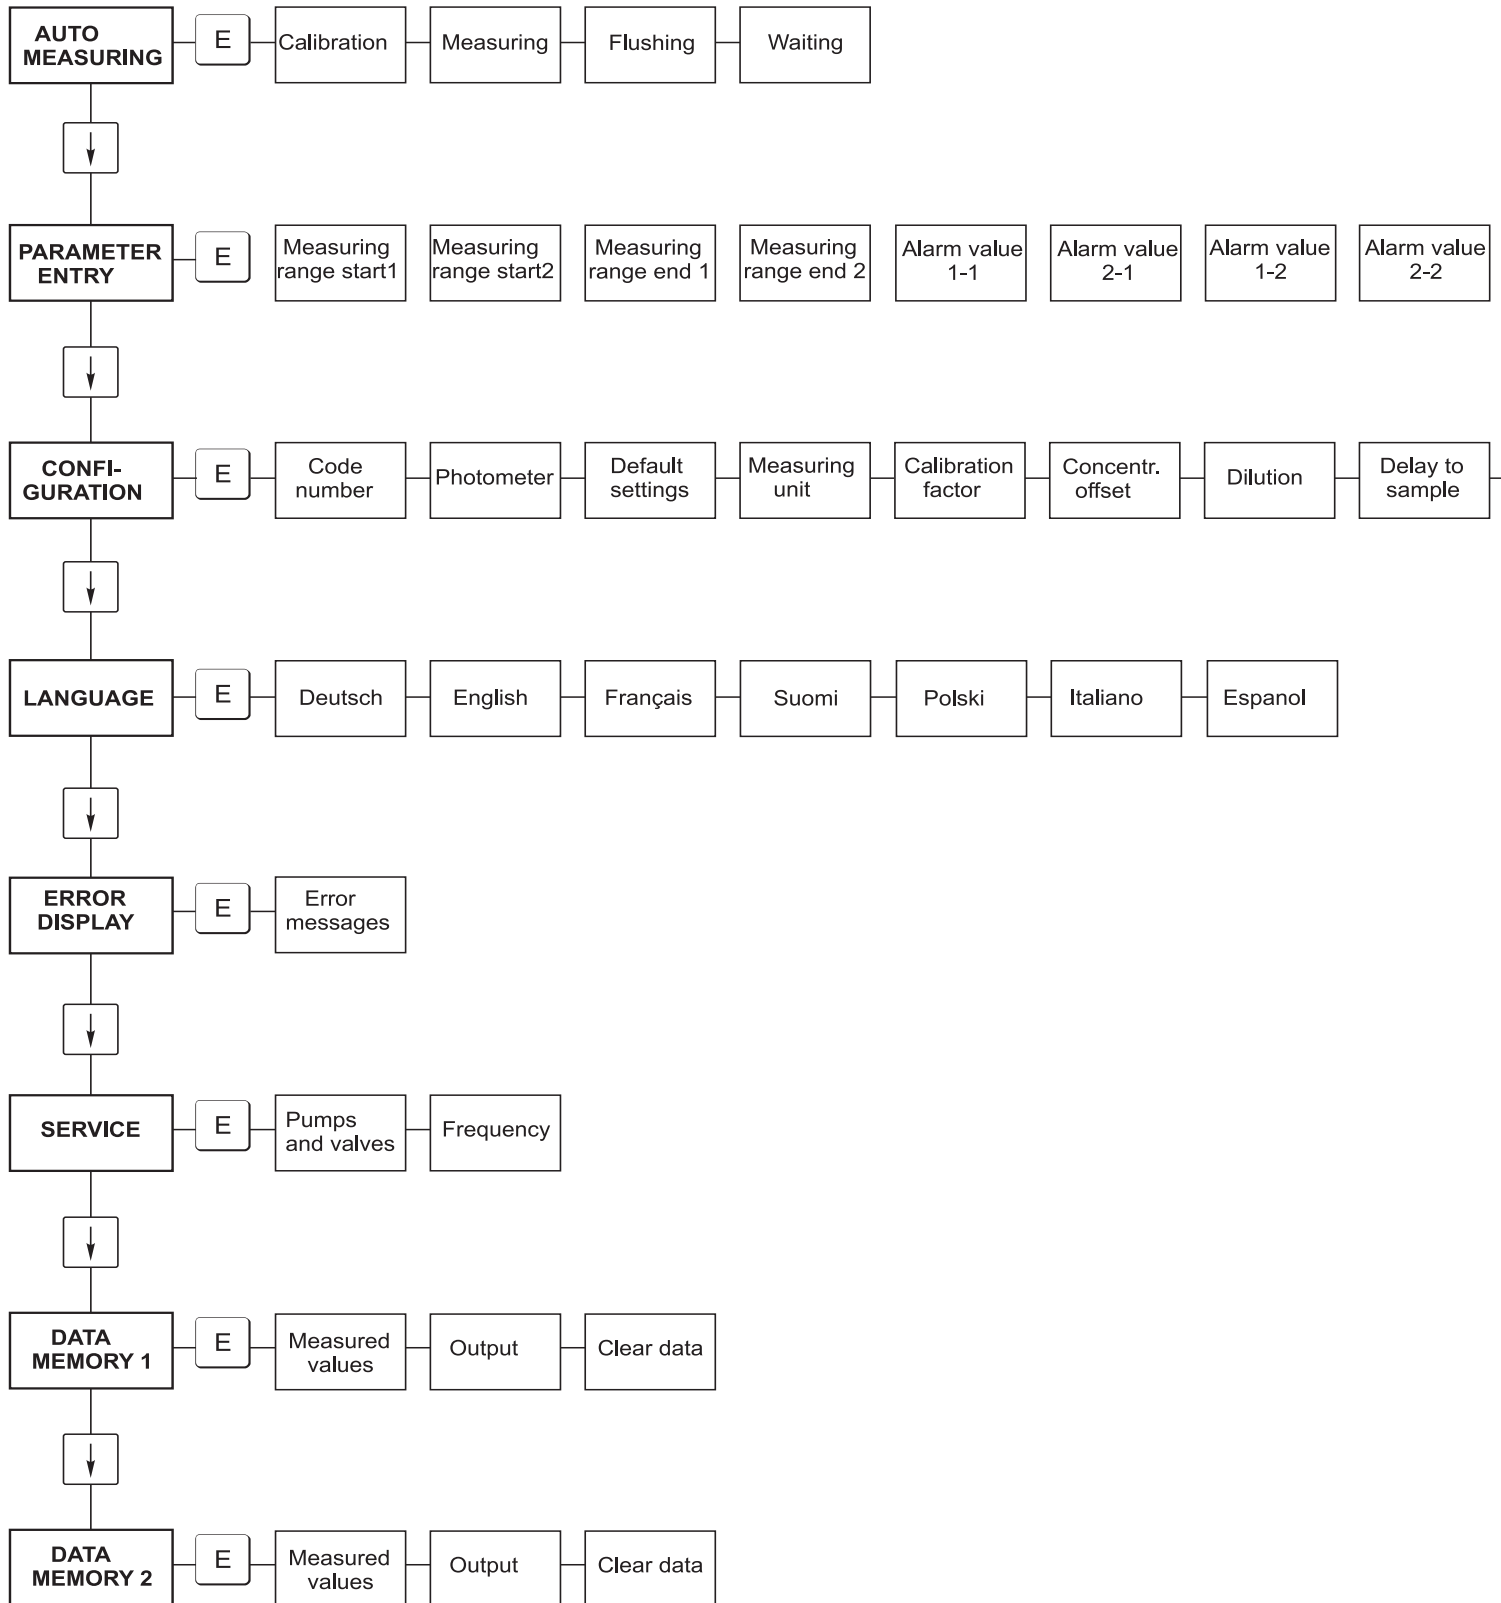 AUTO
MEASURING
E
Calibration
Measuring
Flushing
Waiting
PARAMETER
ENTRY
E
Measuring
range start1
Measuring
range start2
Measuring
range end 1
Measuring
range end 2
Alarm value
1-1
Alarm value
2-1
Alarm value
1-2
Alarm value
2-2
CONFI-
GURATION
E
Code
number
Photometer
Default
settings
Measuring
unit
Calibration
factor
Concentr.
offset
Dilution
Delay to
sample
LANGUAGE
E
Deutsch
English
Français
Suomi
Polski
Italiano
Espanol
ERROR
DISPLAY
E
Error
messages
SERVICE
E
Pumps
and valves
Frequency
DATA
MEMORY 1
E
Measured
values
Output
Clear data
DATA
MEMORY 2
E
Measured
values
Output
Clear data